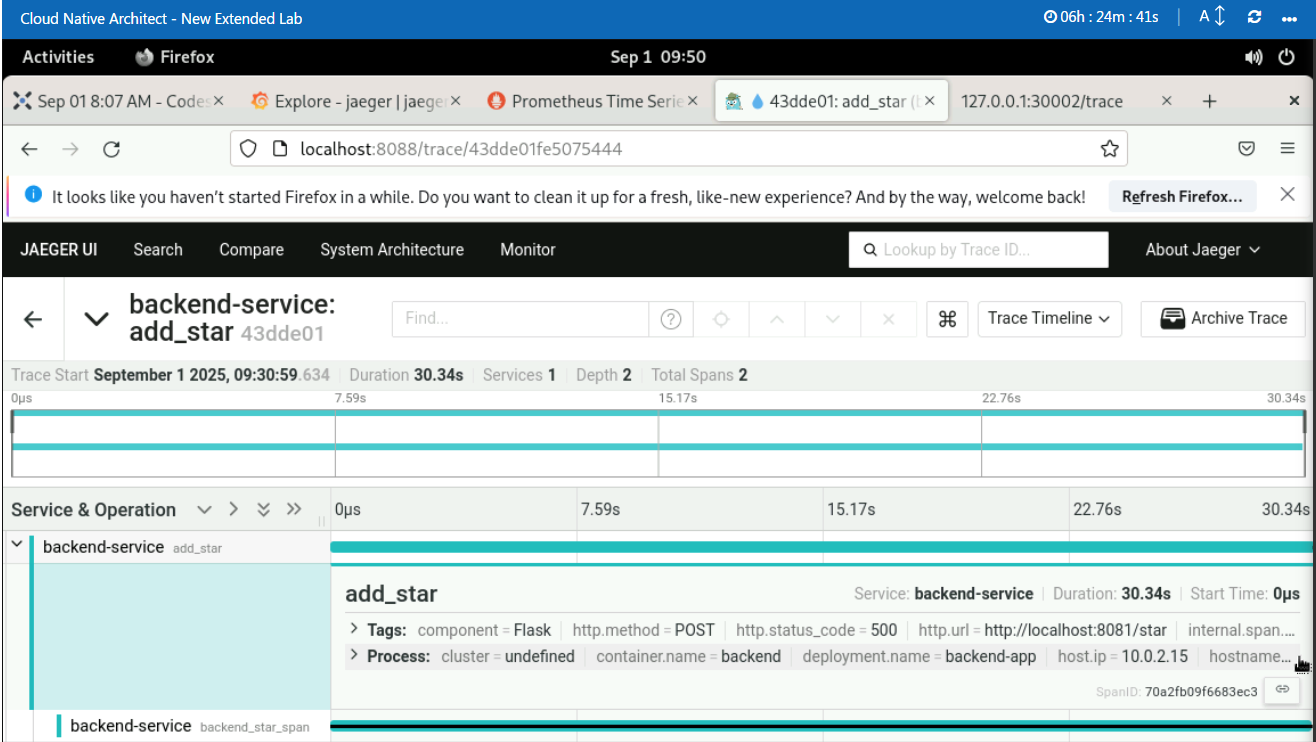 Cloud Native Architect - New Extended Lab
06h : 24m : 41s
A
Activities
Firefox
Sep 1 09:50
Sep 01 8:07 AM - Codes
Explore - jaeger | jaege
Prometheus Time Serie
43dde01: add_star (
127.0.0.1:30002/trace
localhost:8088/trace/43dde01fe5075444
It looks like you haven't started Firefox in a while. Do you want to clean it up for a fresh, like-new experience? And by the way, welcome back!
Refresh Firefox...
JAEGER UI
Search
Compare
System Architecture
Monitor
Lookup by Trace ID...
About Jaeger
backend-service:
add_star 43dde01
Find...
Trace Timeline
Archive Trace
Trace Start September 1 2025, 09:30:59.634 Duration 30.34s Services 1 Depth 2 Total Spans 2
0μs 7.59s 15.17s 22.76s 30.34s
Service & Operation
0μs 7.59s 15.17s 22.76s 30.34s
backend-service add_star
add_star
Service: backend-service Duration: 30.34s Start Time: 0μs
Tags: component = Flask http.method = POST http.status_code = 500 http.url = http://localhost:8081/star internal.span....
Process: cluster = undefined container.name = backend deployment.name = backend-app host.ip = 10.0.2.15 hostname...
SpanID: 70a2fb09f6683ec3
backend-service backend_star_span